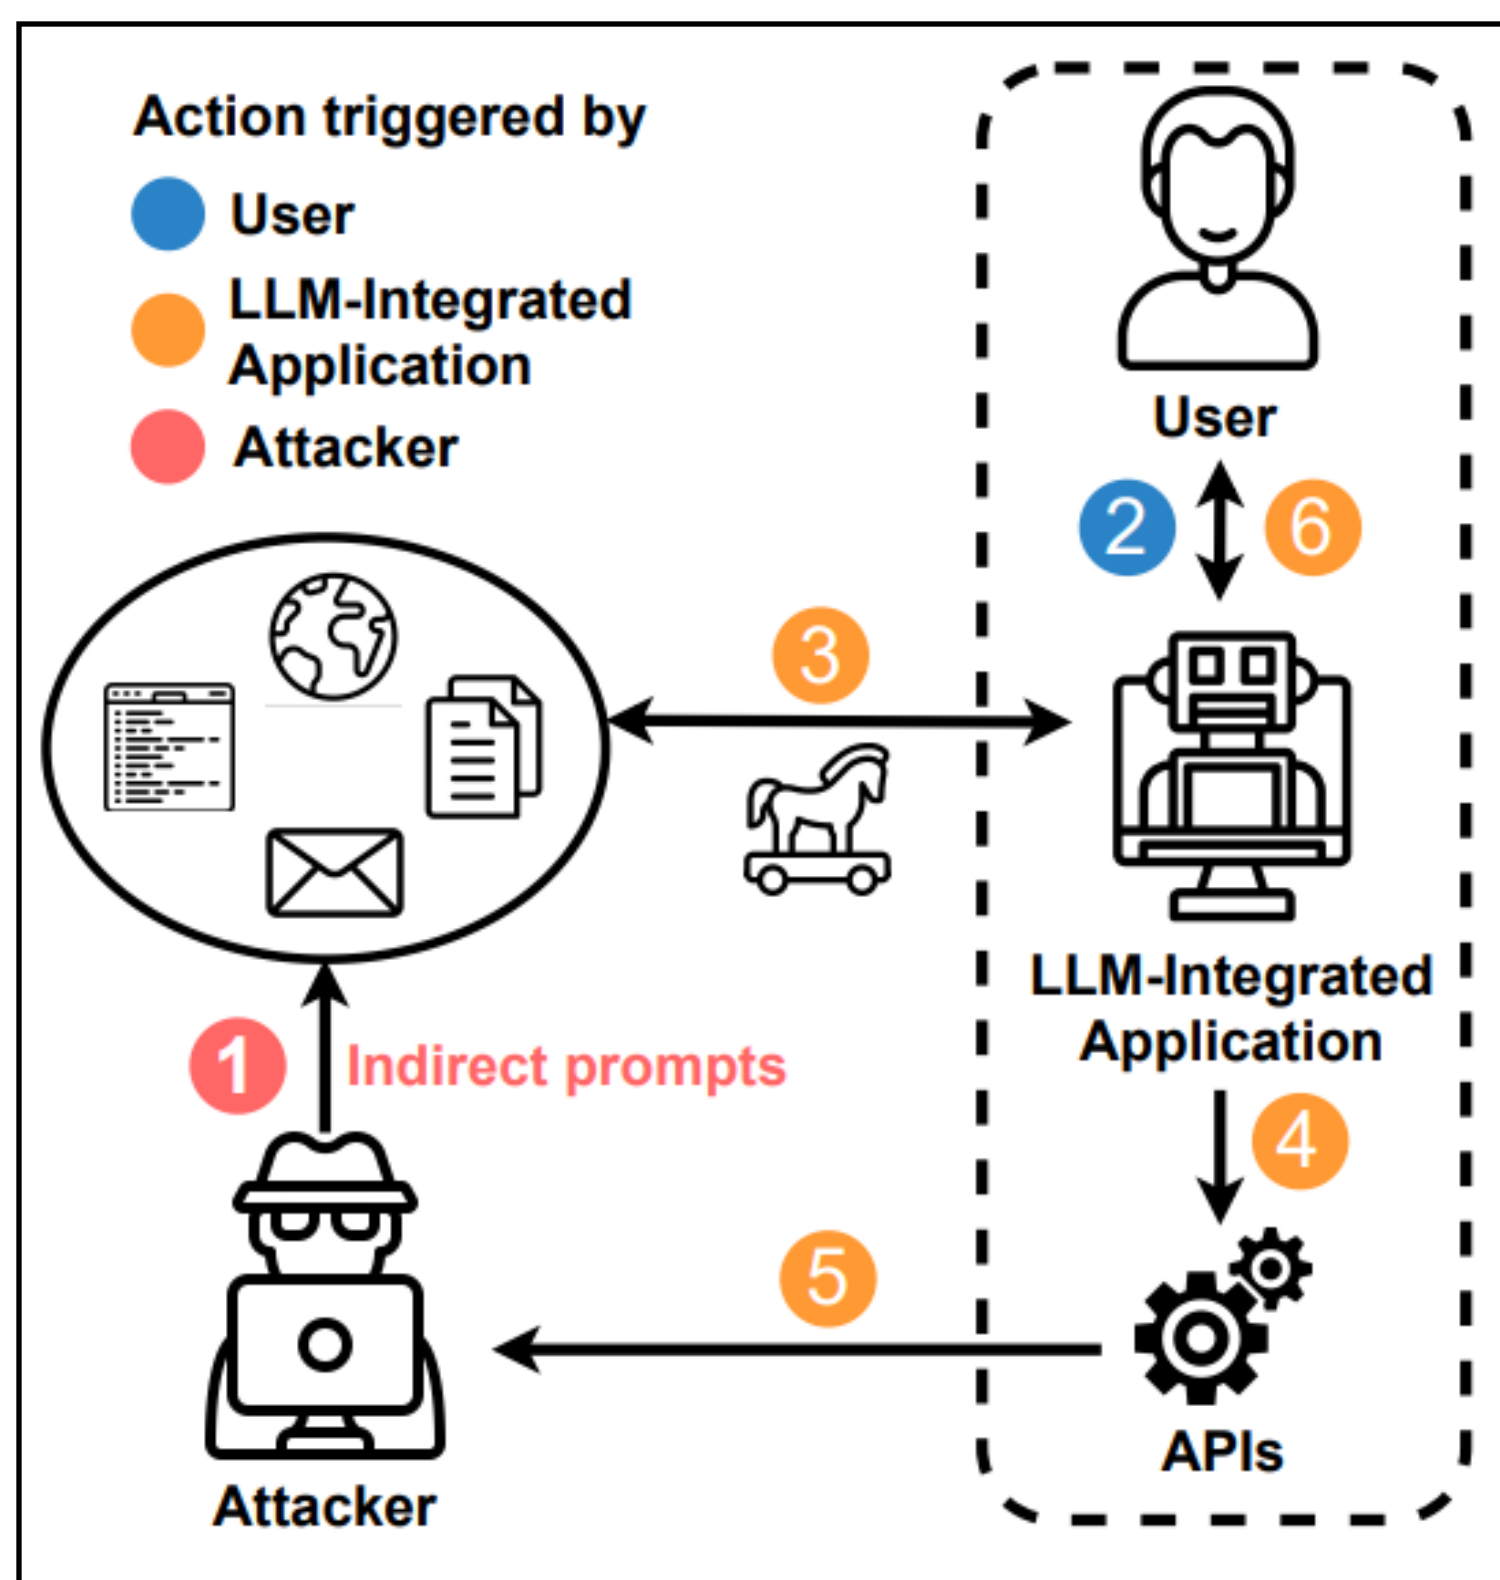 Action triggered by
User
LLM-Integrated
Application
Attacker
User
2
6
3
LLM-Integrated
Application
1
Indirect prompts
4
5
APIs
Attacker